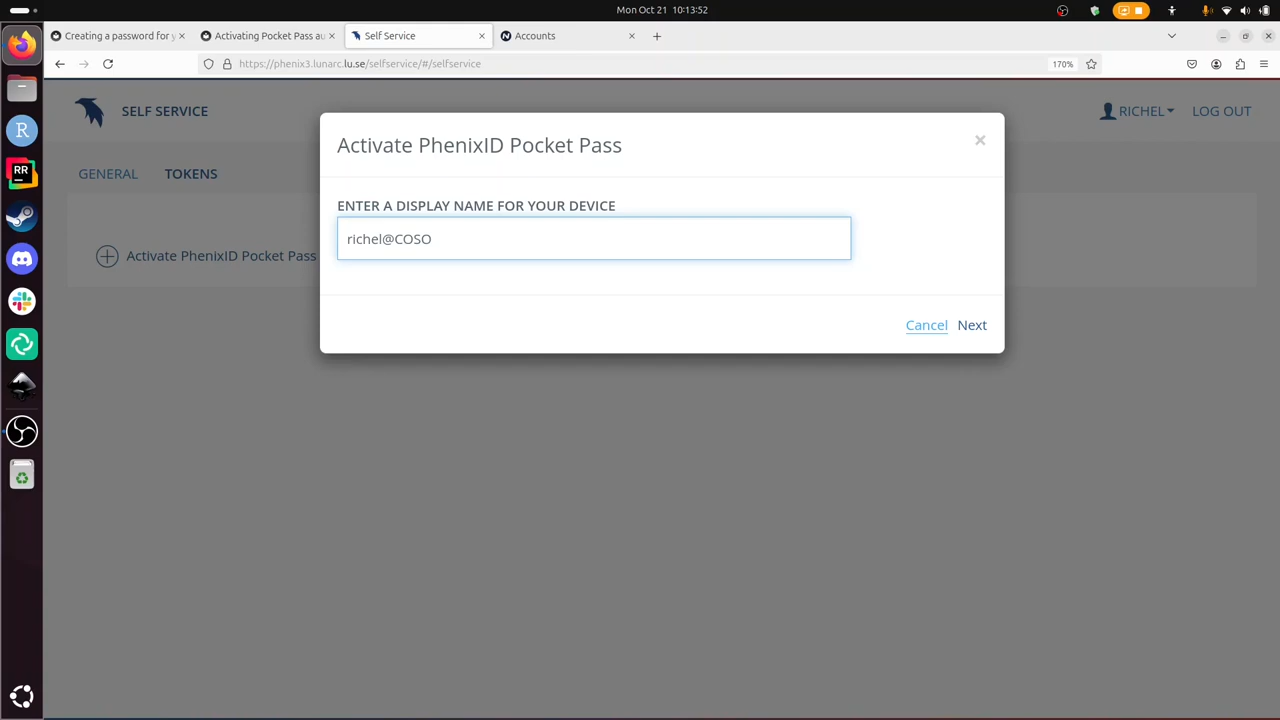 Mon Oct 21 10:13:52
Creating a password for y
Activating Pocket Pass au
Self Service
Accounts
https://phenix3.lunarc.lu.se/selfservice/#/selfservice
170%
SELF SERVICE
RICHEL
LOG OUT
Activate PhenixID Pocket Pass
GENERAL
TOKENS
ENTER A DISPLAY NAME FOR YOUR DEVICE
richel@COSO
Activate PhenixID Pocket Pass
Cancel
Next
R
RR